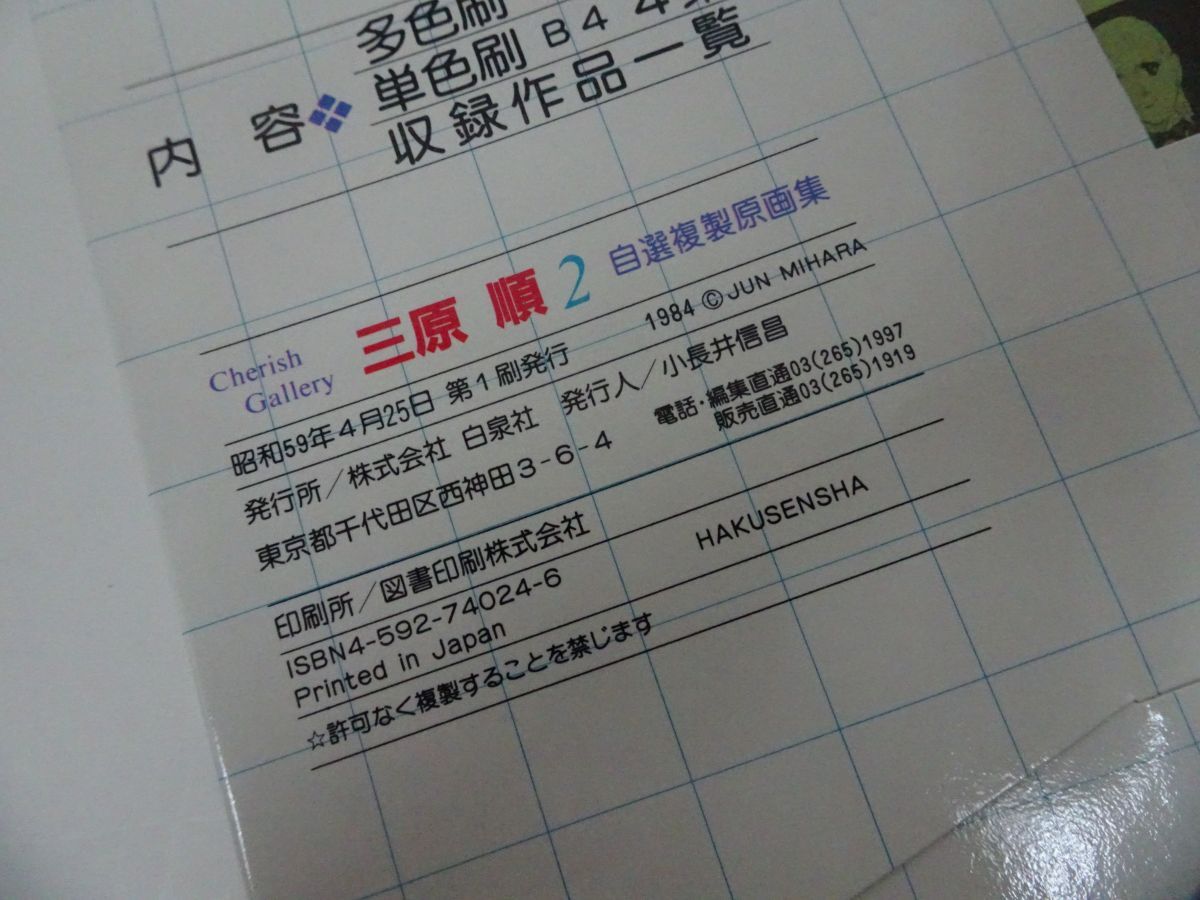 多色刷
単色刷 B4 4
内 容 収録作品一覧
Cherish Gallery 三原 順 2 自選複製原画集
昭和59年4月25日 第1刷発行 1984 © JUN MIHARA
発行所/株式会社 白泉社 発行人/小長井信昌
東京都千代田区西神田3-6-4 電話・編集直通03(265)1997
販売直通03(265)1919
印刷所/図書印刷株式会社
ISBN4-592-74024-6 HAKUSENSHA
Printed in Japan
☆許可なく複製することを禁じます